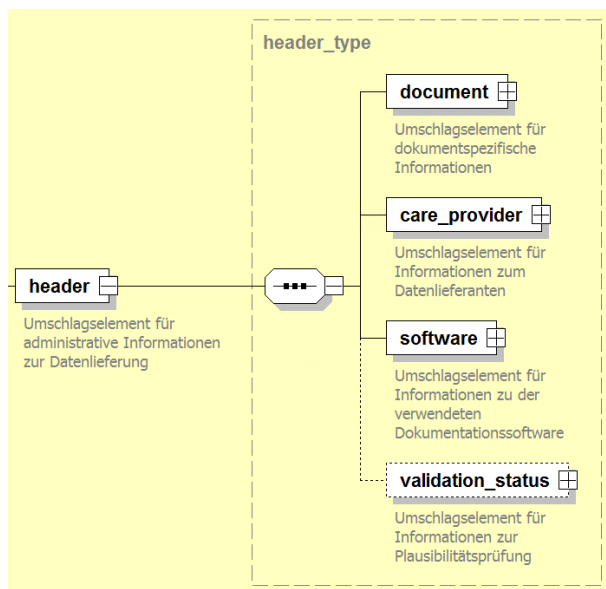 header_type
document
Umschlagselement für
dokumentspezifische
Informationen
care_provider
Umschlagselement für
Informationen zum
Datenlieferanten
header
Umschlagselement für
administrative Informationen
zur Datenlieferung
software
Umschlagselement für
Informationen zu der
verwendeten
Dokumentationssoftware
validation_status
Umschlagselement für
Informationen zur
Plausibilitätsprüfung